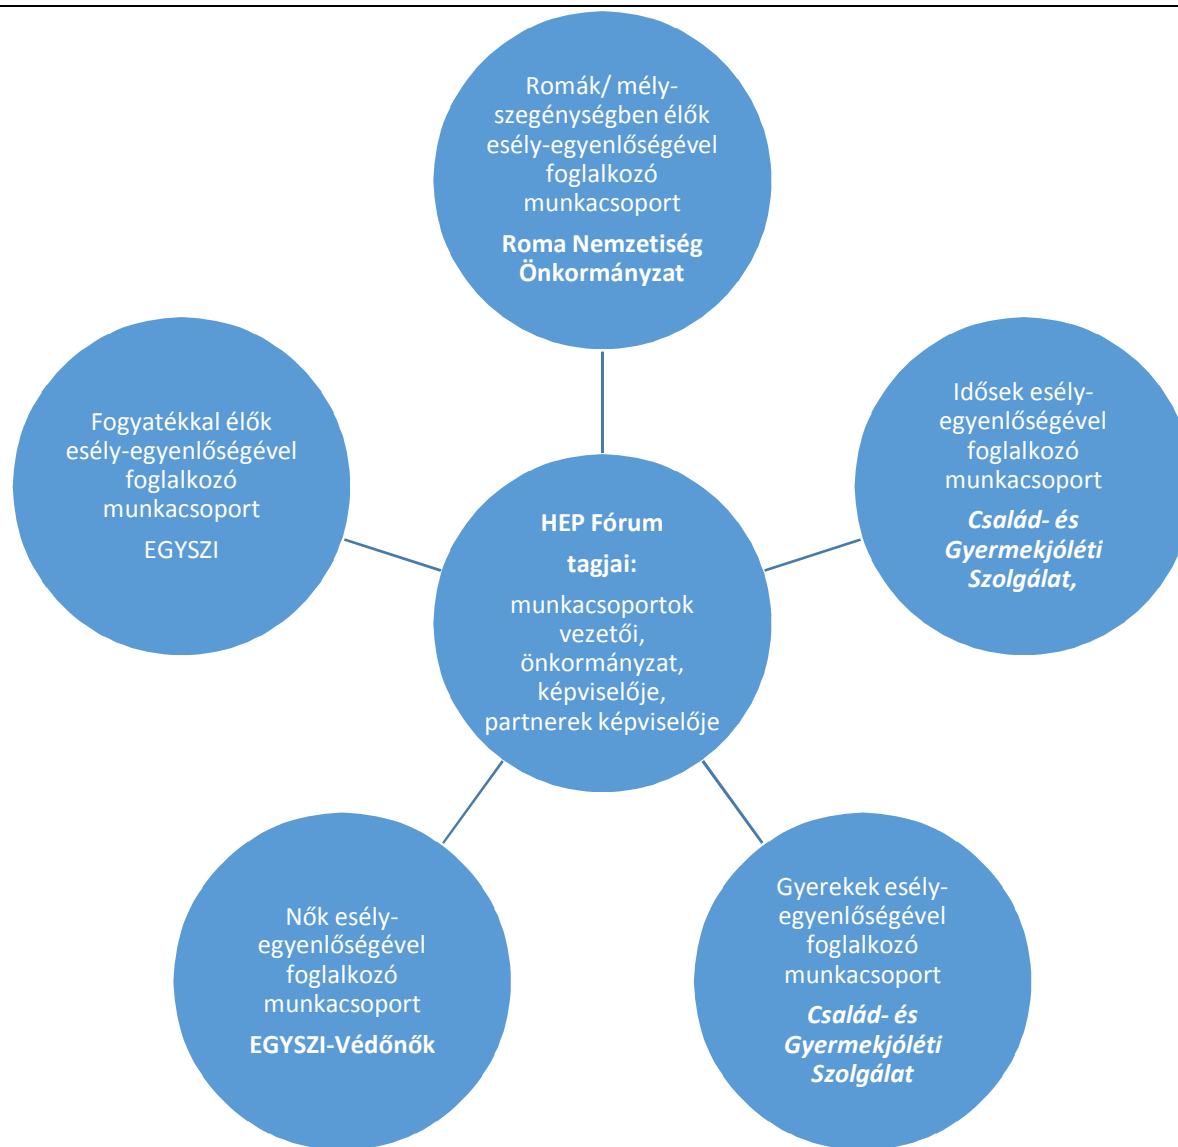 Romák/ mély-
szegénységben élők
esély-egyenlőségével
foglalkozó
munkacsoport
Roma Nemzetiség
Önkormányzat
Idősek esély-
egyenlőségével
foglalkozó
munkacsoport
Család- és
Gyermekjóléti
Szolgálat,
Fogyatékkal élők
esély-egyenlőségével
foglalkozó
munkacsoport
EGYSZI
HEP Fórum
tagjai:
munkacsoportok
vezetői,
önkormányzat,
képviselője,
partnerek képviselője
Gyerekek esély-
egyenlőségével
foglalkozó
munkacsoport
Család- és
Gyermekjóléti
Szolgálat
Nők esély-
egyenlőségével
foglalkozó
munkacsoport
EGYSZI-Védőnők